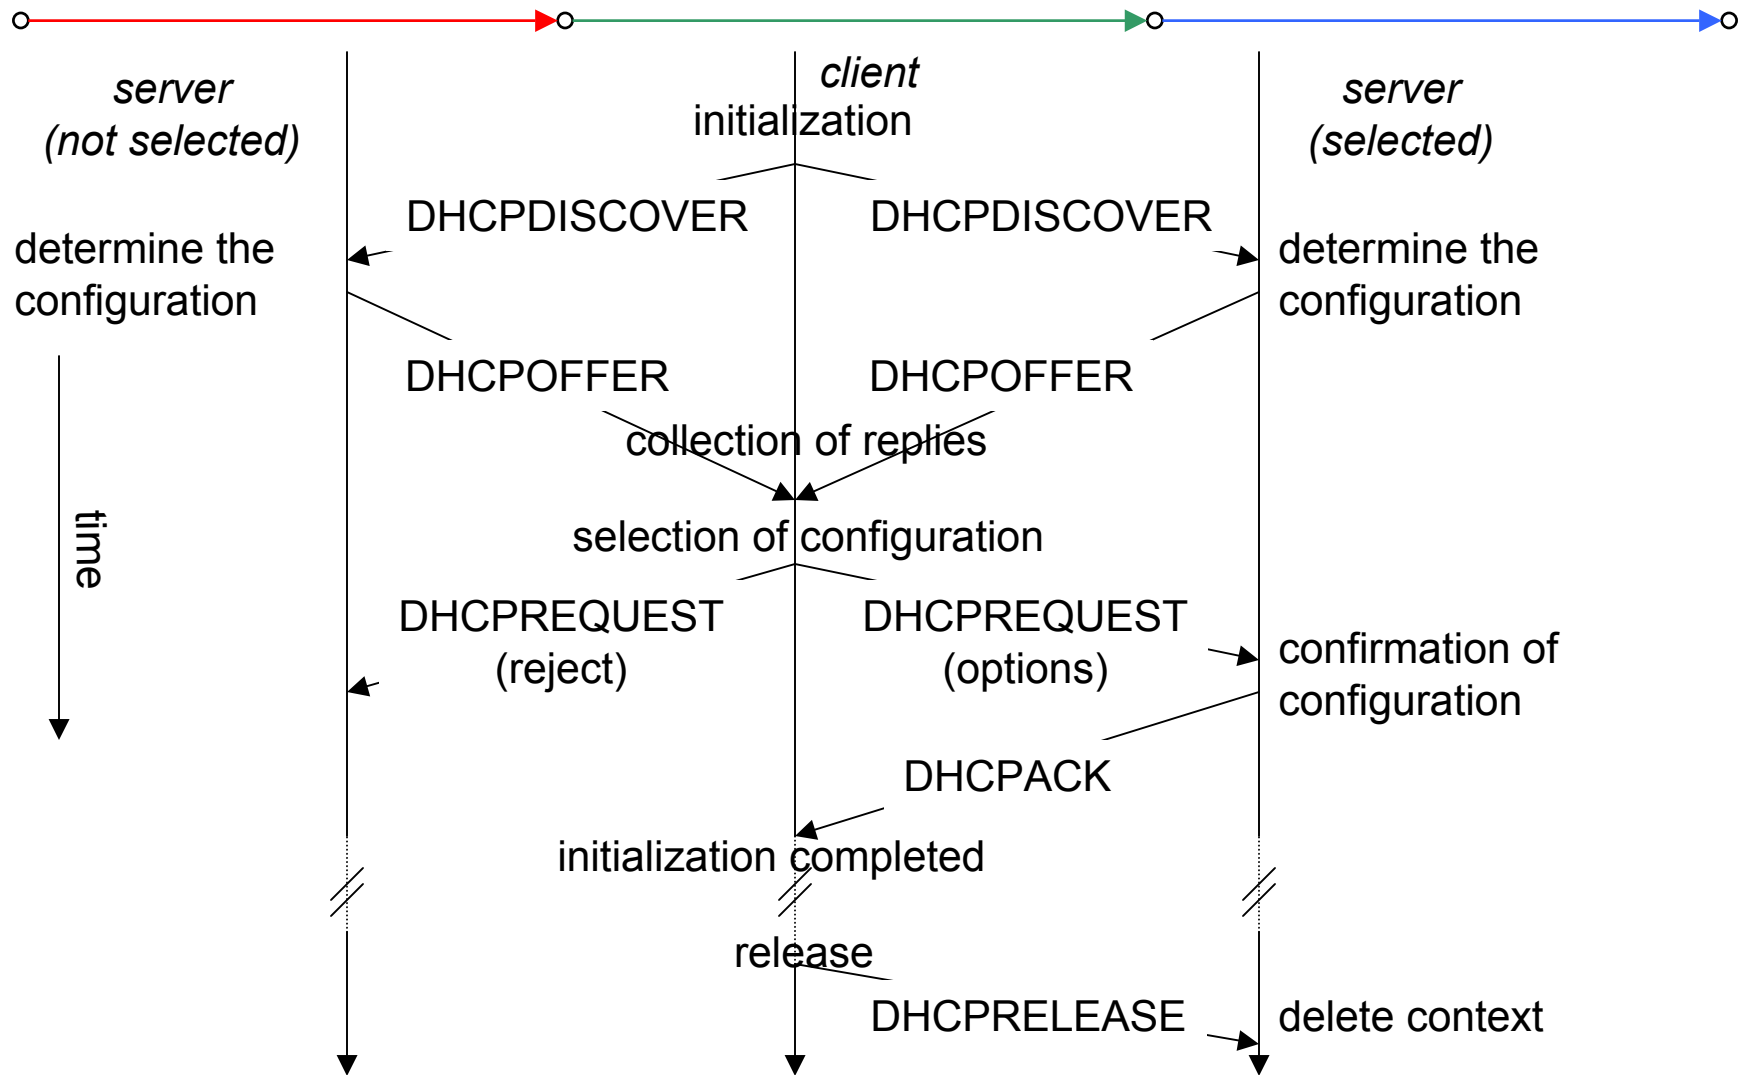 client
server
(not selected)
initialization
server
(selected)
DHCPDISCOVER
DHCPDISCOVER
determine the
configuration
determine the
configuration
DHCPOFFER
DHCPOFFER
collection of replies
time
selection of configuration
DHCPREQUEST
(reject)
DHCPREQUEST
(options)
confirmation of
configuration
DHCPACK
initialization completed
release
DHCPRELEASE
delete context